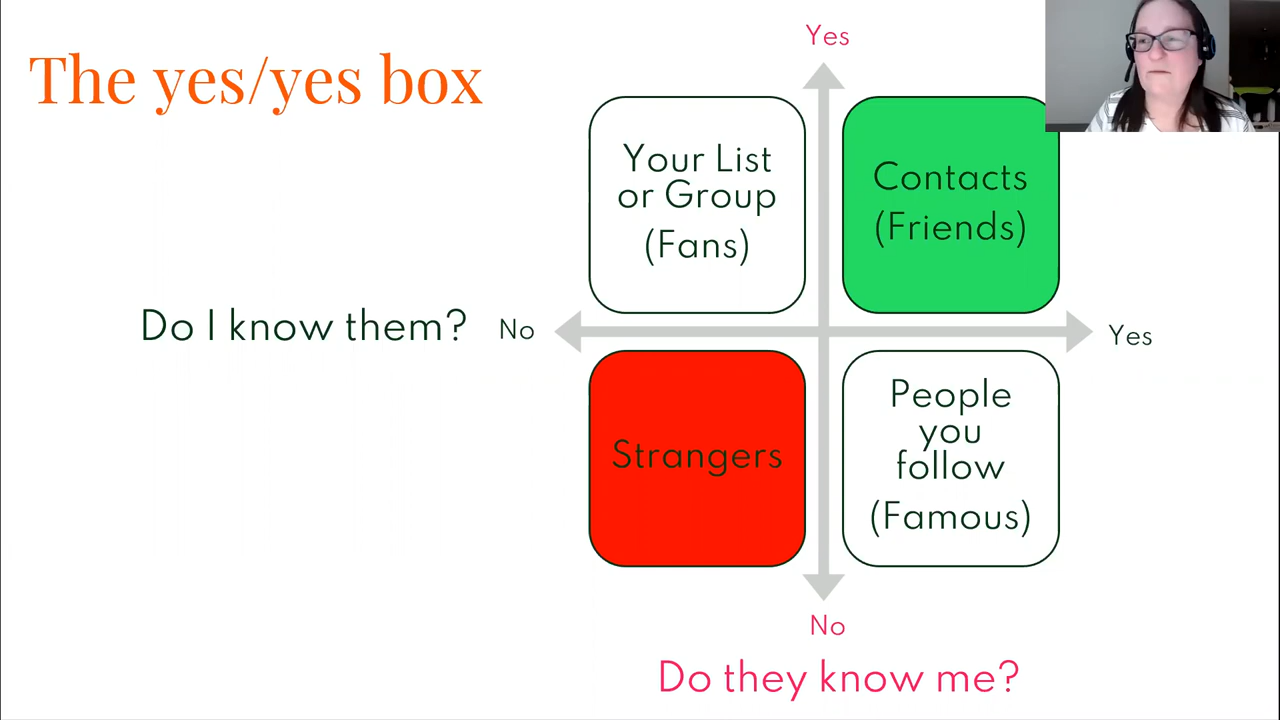 The yes/yes box
Yes
Your List
or Group
(Fans)
Contacts
(Friends)
Do I know them?
No
Yes
Strangers
People
you
follow
(Famous)
No
Do they know me?